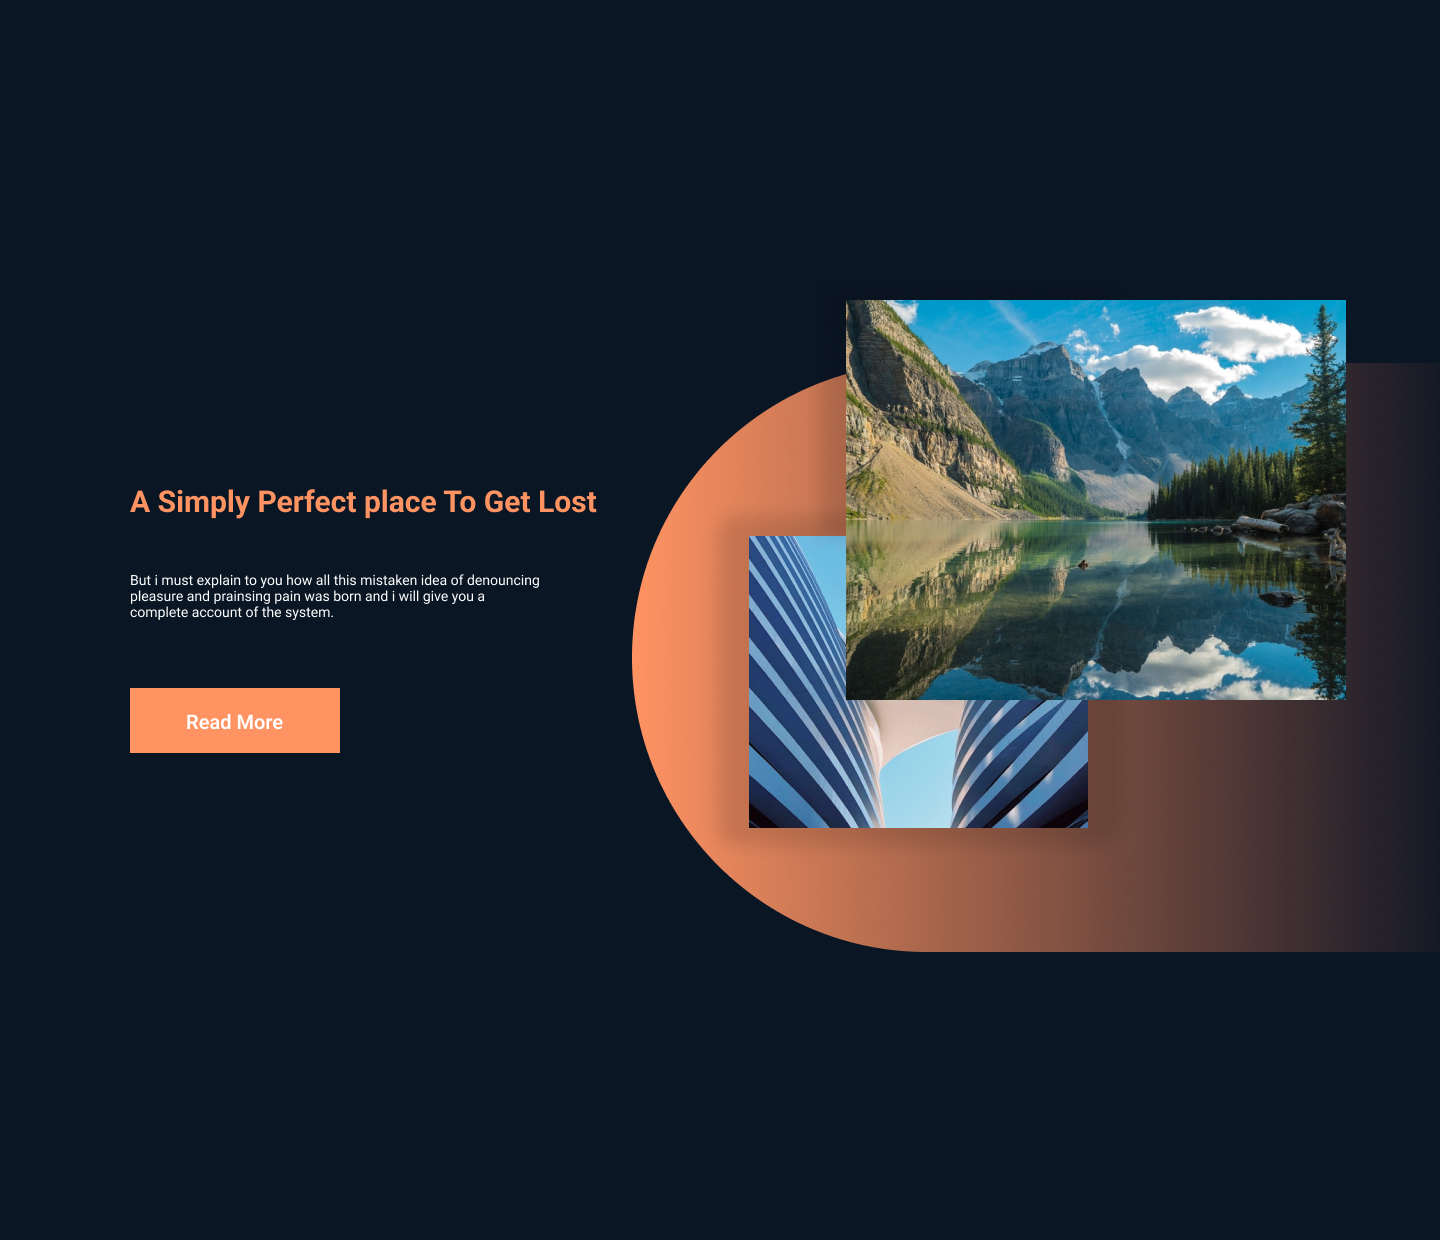 A Simply Perfect place To Get Lost
But i must explain to you how all this mistaken idea of denouncing
pleasure and prainsing pain was born and i will give you a
complete account of the system.
Read More